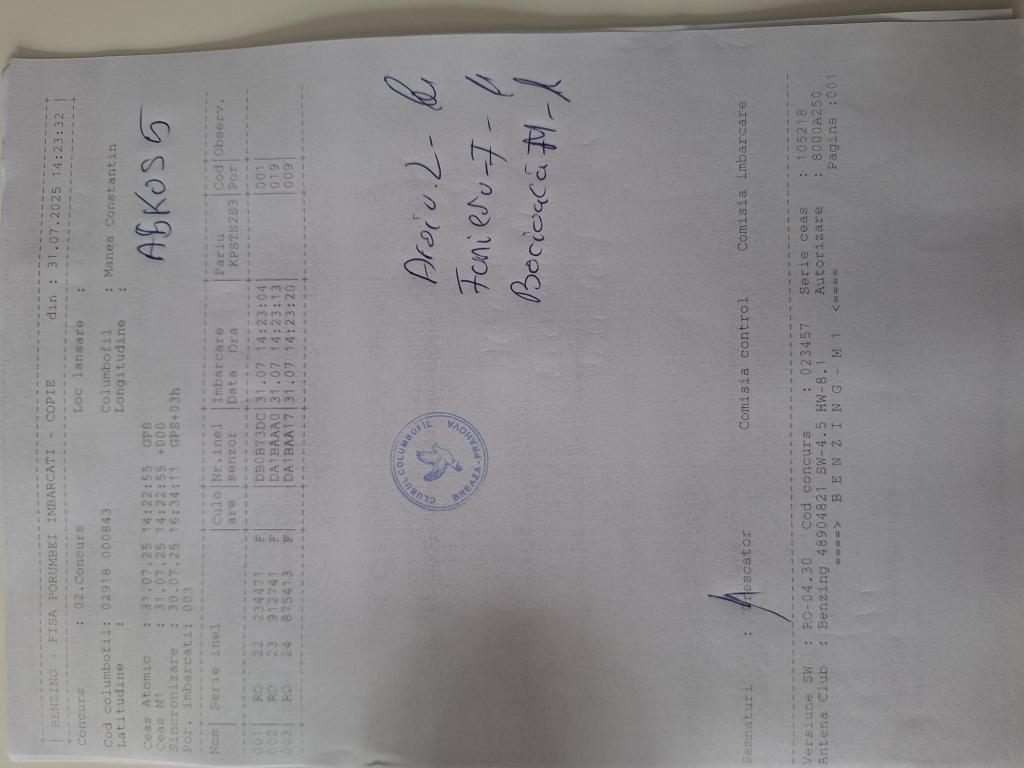 | BENZING - FISA PORUMBEI IMBARCATI - COPIE din : 31.07.2025 14:23:32 |
Concurs : 02.Concurs Loc lansare :
Cod columbofil: 02918 000843 Columbofil : Manea Constantin
Latitudine : Longitudine :
ABKOS 5
Ceas Atomic : 31.07.25 14:22:55 GPS
Ceas M1 : 31.07.25 14:22:55 +000
Sincronizare : 30.07.25 16:34:11 GPS+03h
Por. imbarcati: 003
Nom| Serie inel |Culo|Nr.inel |Imbarcare |Pariu |Cod|Observ.
|are |senzor |Data Ora | KPSTS2S3|Por|
001| RO 22 234471 F| |DB0B73DC|31.07 14:23:04| |001|
002| RO 23 912741 F| |DA1BAAA0|31.07 14:23:13| |019|
003| RO 24 875413 F| |DA1BAA17|31.07 14:23:20| |009|
CLUBUL COLUMBOFIL
BREAZA-PRAHOVA
Semnaturi : Crescator Comisia control Comisia imbarcare
Versiune SW : RO-04.30 Cod concurs : 023457 Serie ceas : 105218
Antena Club : Benzing 48904821 SW-4.5 HW-8.1 Autorizare : 8000A250
====> B E N Z I N G - M 1 <==== Pagina :001